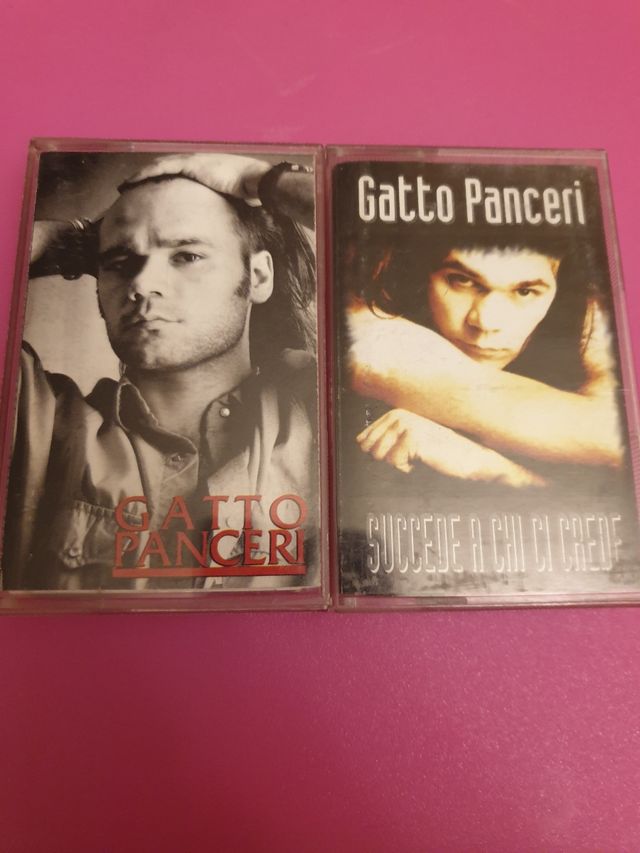 GATTO
PANCERI
Gatto Panceri
SUCCEDE A CHI CI CREDE